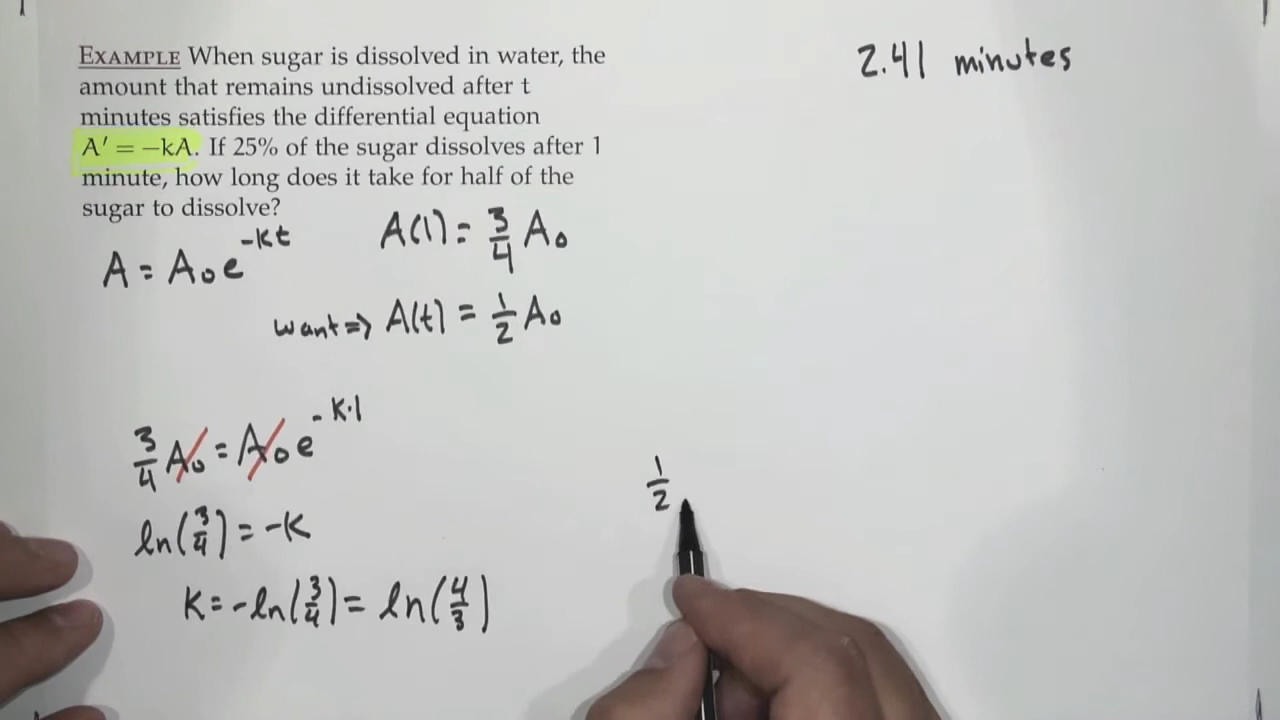 EXAMPLE When sugar is dissolved in water, the
amount that remains undissolved after t
minutes satisfies the differential equation
A′ = −kA. If 25% of the sugar dissolves after 1
minute, how long does it take for half of the
sugar to dissolve?
2.41 minutes
A = A₀e^(-kt)
A(1) = 3/4 A₀
want ⇒ A(t) = 1/2 A₀
3/4 A₀ = A₀e^(-k·1)
ln(3/4) = -k
k = -ln(3/4) = ln(4/3)
1/2